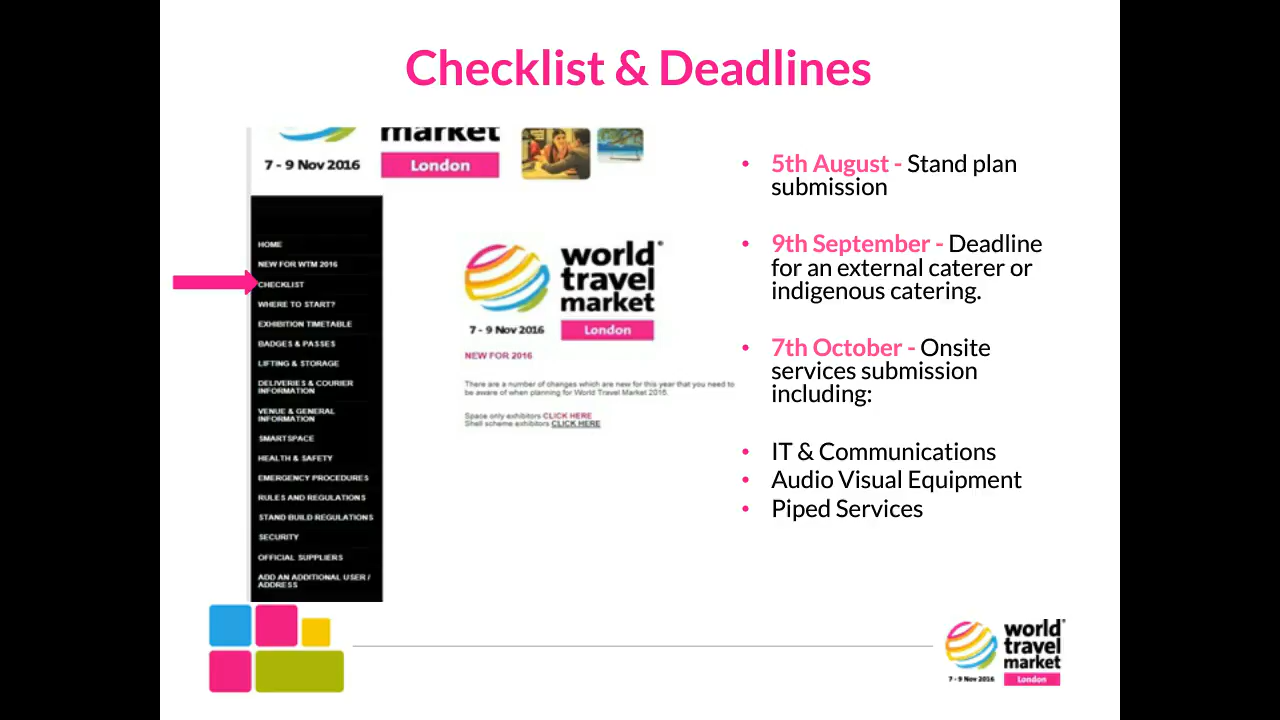 Checklist & Deadlines
market
7 - 9 Nov 2016
London
HOME
NEW FOR WTM 2016
CHECKLIST
WHERE TO START?
EXHIBITION TIMETABLE
BADGES & PASSES
LIFTING & STORAGE
DELIVERIES & COURIER
INFORMATION
VENUE & GENERAL
INFORMATION
SMARTSPACE
HEALTH & SAFETY
EMERGENCY PROCEDURES
RULES AND REGULATIONS
STAND BUILD REGULATIONS
SECURITY
OFFICIAL SUPPLIERS
ADD AN ADDITIONAL USER /
ADDRESS
world
travel
market
7 - 9 Nov 2016
London
NEW FOR 2016
There are a number of changes which are new for this year that you need to
be aware of when planning for World Travel Market 2016.
Space only exhibitors CLICK HERE
Shell scheme exhibitors CLICK HERE
• 5th August - Stand plan
submission
• 9th September - Deadline
for an external caterer or
indigenous catering.
• 7th October - Onsite
services submission
including:
• IT & Communications
• Audio Visual Equipment
• Piped Services
world
travel
market
7 - 9 Nov 2016
London